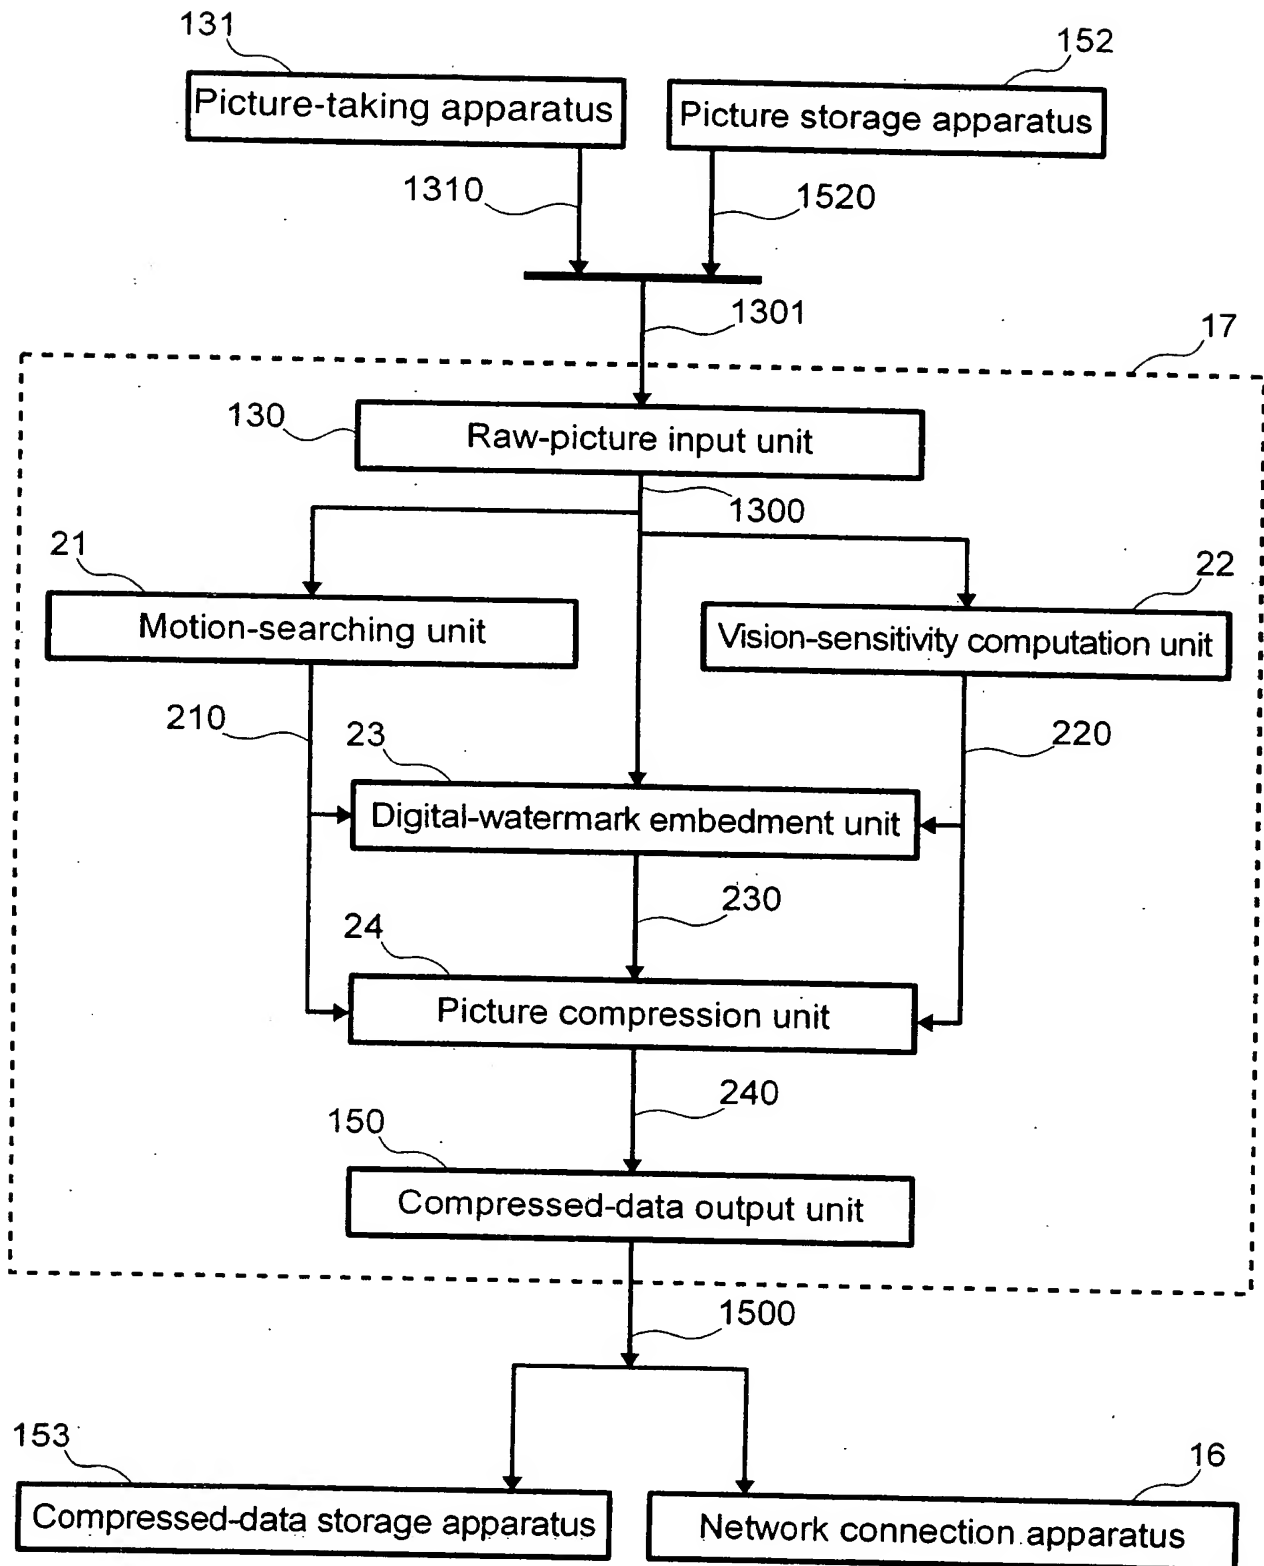 131
152
Picture-taking apparatus
Picture storage apparatus
1310
1520
1301
17
130
Raw-picture input unit
1300
21
22
Motion-searching unit
Vision-sensitivity computation unit
210
23
220
Digital-watermark embedment unit
230
24
Picture compression unit
240
150
Compressed-data output unit
1500
153
16
Compressed-data storage apparatus
Network connection apparatus